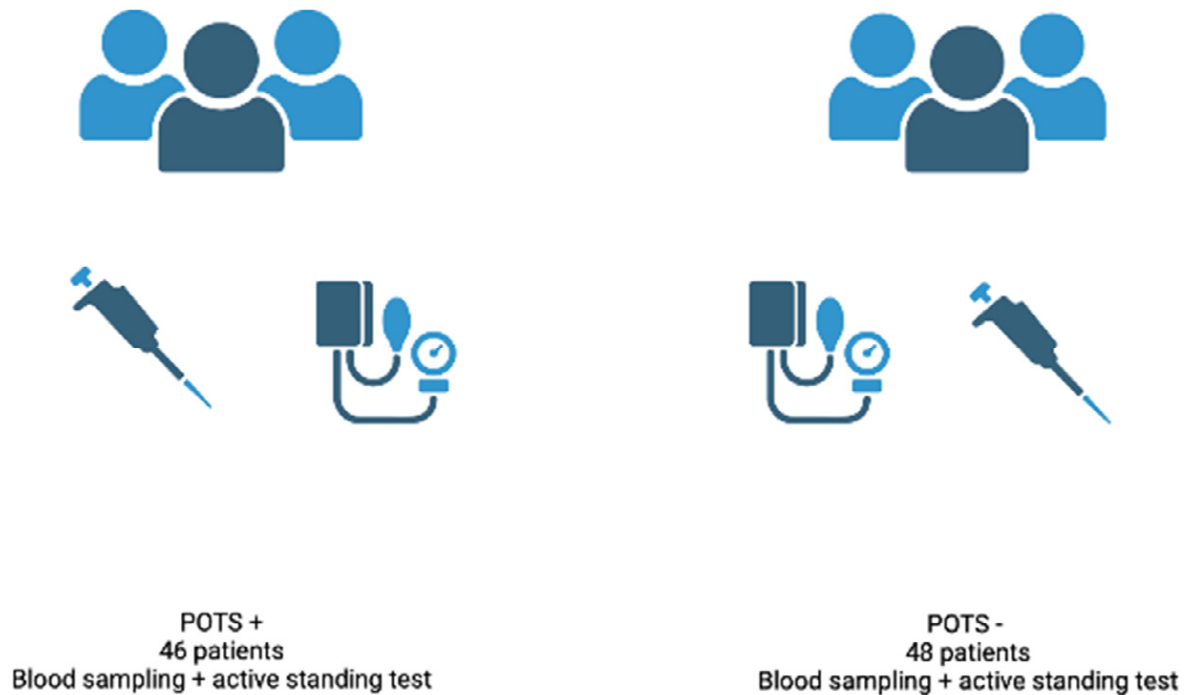 POTS +
46 patients
Blood sampling + active standing test
POTS -
48 patients
Blood sampling + active standing test